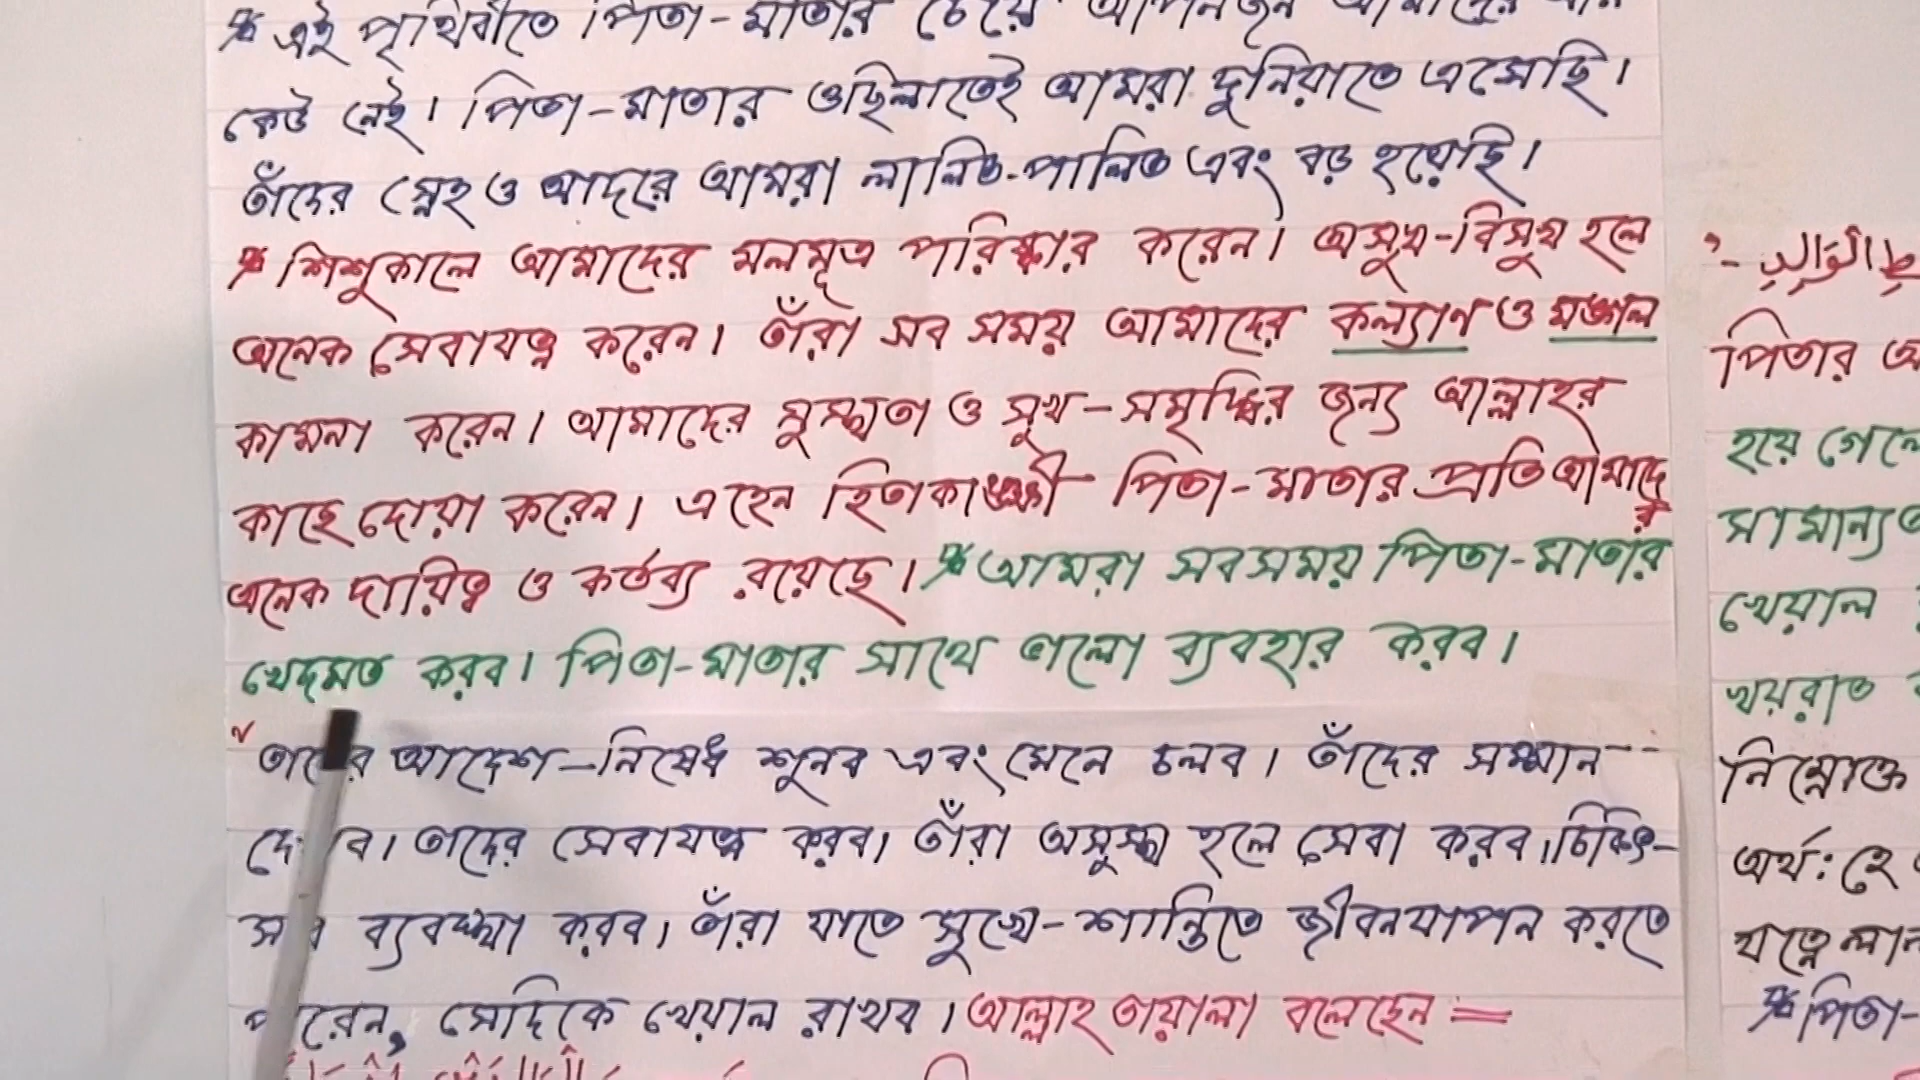 * এই পৃথিবীতে পিতা-মাতার চেয়ে আপনজন আমাদের আর
কেউ নেই। পিতা-মাতার ওছিলাতেই আমরা দুনিয়াতে এসেছি।
তাঁদের স্নেহ ও আদরে আমরা লালিত-পালিত এবং বড় হয়েছি।
* শিশুকালে আমাদের মলমূত্র পরিষ্কার করেন। অসুখ-বিসুখ হলে
অনেক সেবাযত্ন করেন। তাঁরা সব সময় আমাদের কল্যাণ ও মঙ্গল
কামনা করেন। আমাদের সুস্থতা ও সুখ-সমৃদ্ধির জন্য আল্লাহর
কাছে দোয়া করেন। এহেন হিতাকাঙ্ক্ষী পিতা-মাতার প্রতি আমাদের
অনেক দায়িত্ব ও কর্তব্য রয়েছে। * আমরা সবসময় পিতা-মাতার
খেদমত করব। পিতা-মাতার সাথে ভালো ব্যবহার করব।
আদেশ-নিষেধ শুনব এবং মেনে চলব। তাঁদের সম্মান
তাদের সেবাযত্ন করব। তাঁরা অসুস্থ হলে সেবা করব। চিকিৎ-
ব্যবস্থা করব। তাঁরা যাতে সুখে-শান্তিতে জীবনযাপন করতে
সেদিকে খেয়াল রাখব। আল্লাহ তায়ালা বলেছেন =
পিতার
হয়ে গেলে
সামান্য
খেয়াল
খয়রাত
নিম্নোক্ত
অর্থ: হে
যত্নে
* পিতা-